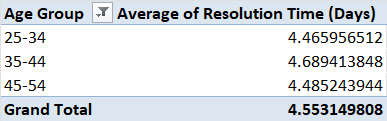 Age Group Average of Resolution Time (Days)
25-34 4.465956512
35-44 4.689413848
45-54 4.485243944
Grand Total 4.553149808